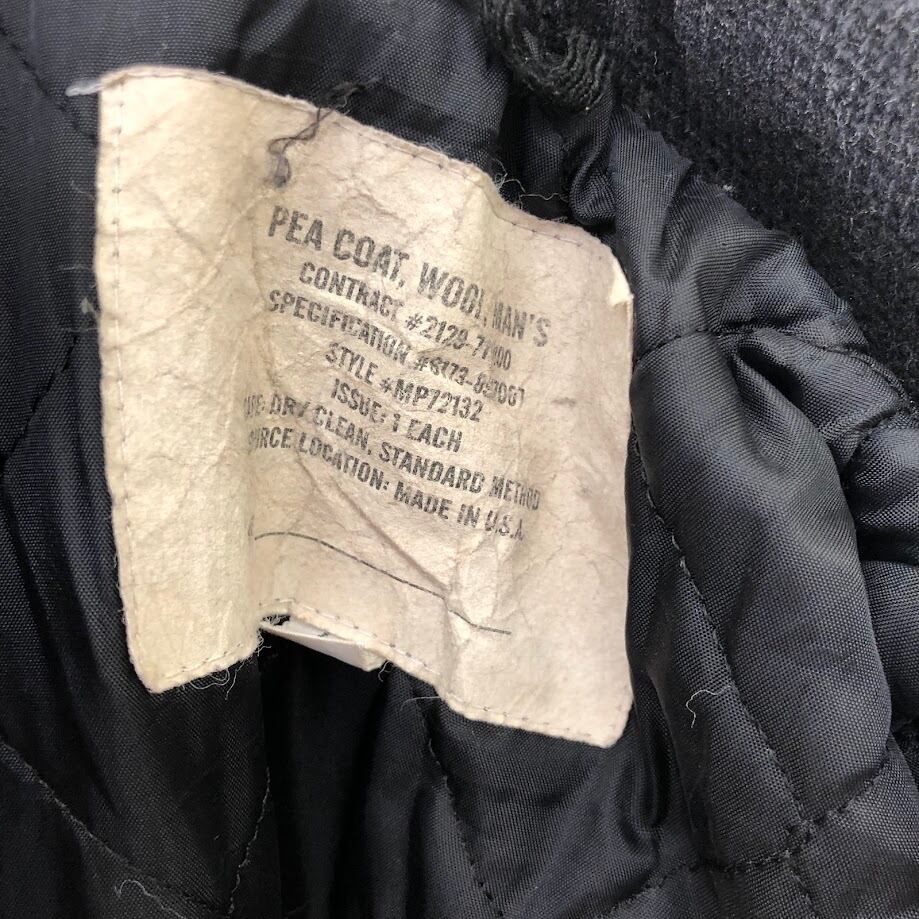 PEA COAT, WOOL, MAN'S
CONTRACT
SPECIFICATION
STYLE #MP72132
ISSUE: 1 EACH
DRY CLEAN, STANDARD METHOD
LOCATION: MADE IN U.S.A.